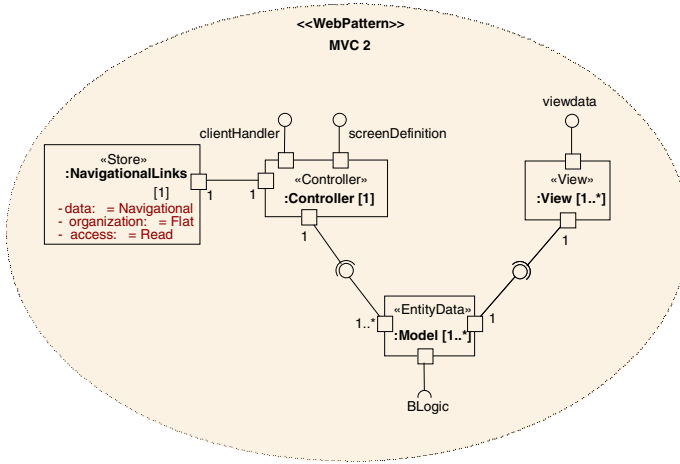 <<WebPattern>>
MVC 2
viewdata
clientHandler
screenDefinition
«Store»
:NavigationalLinks
[1]
-data: = Navigational
- organization: = Flat
- access: = Read
1
1
«Controller»
:Controller [1]
1
«View»
:View [1..*]
1
1..*
«EntityData»
:Model [1..*]
1
BLogic